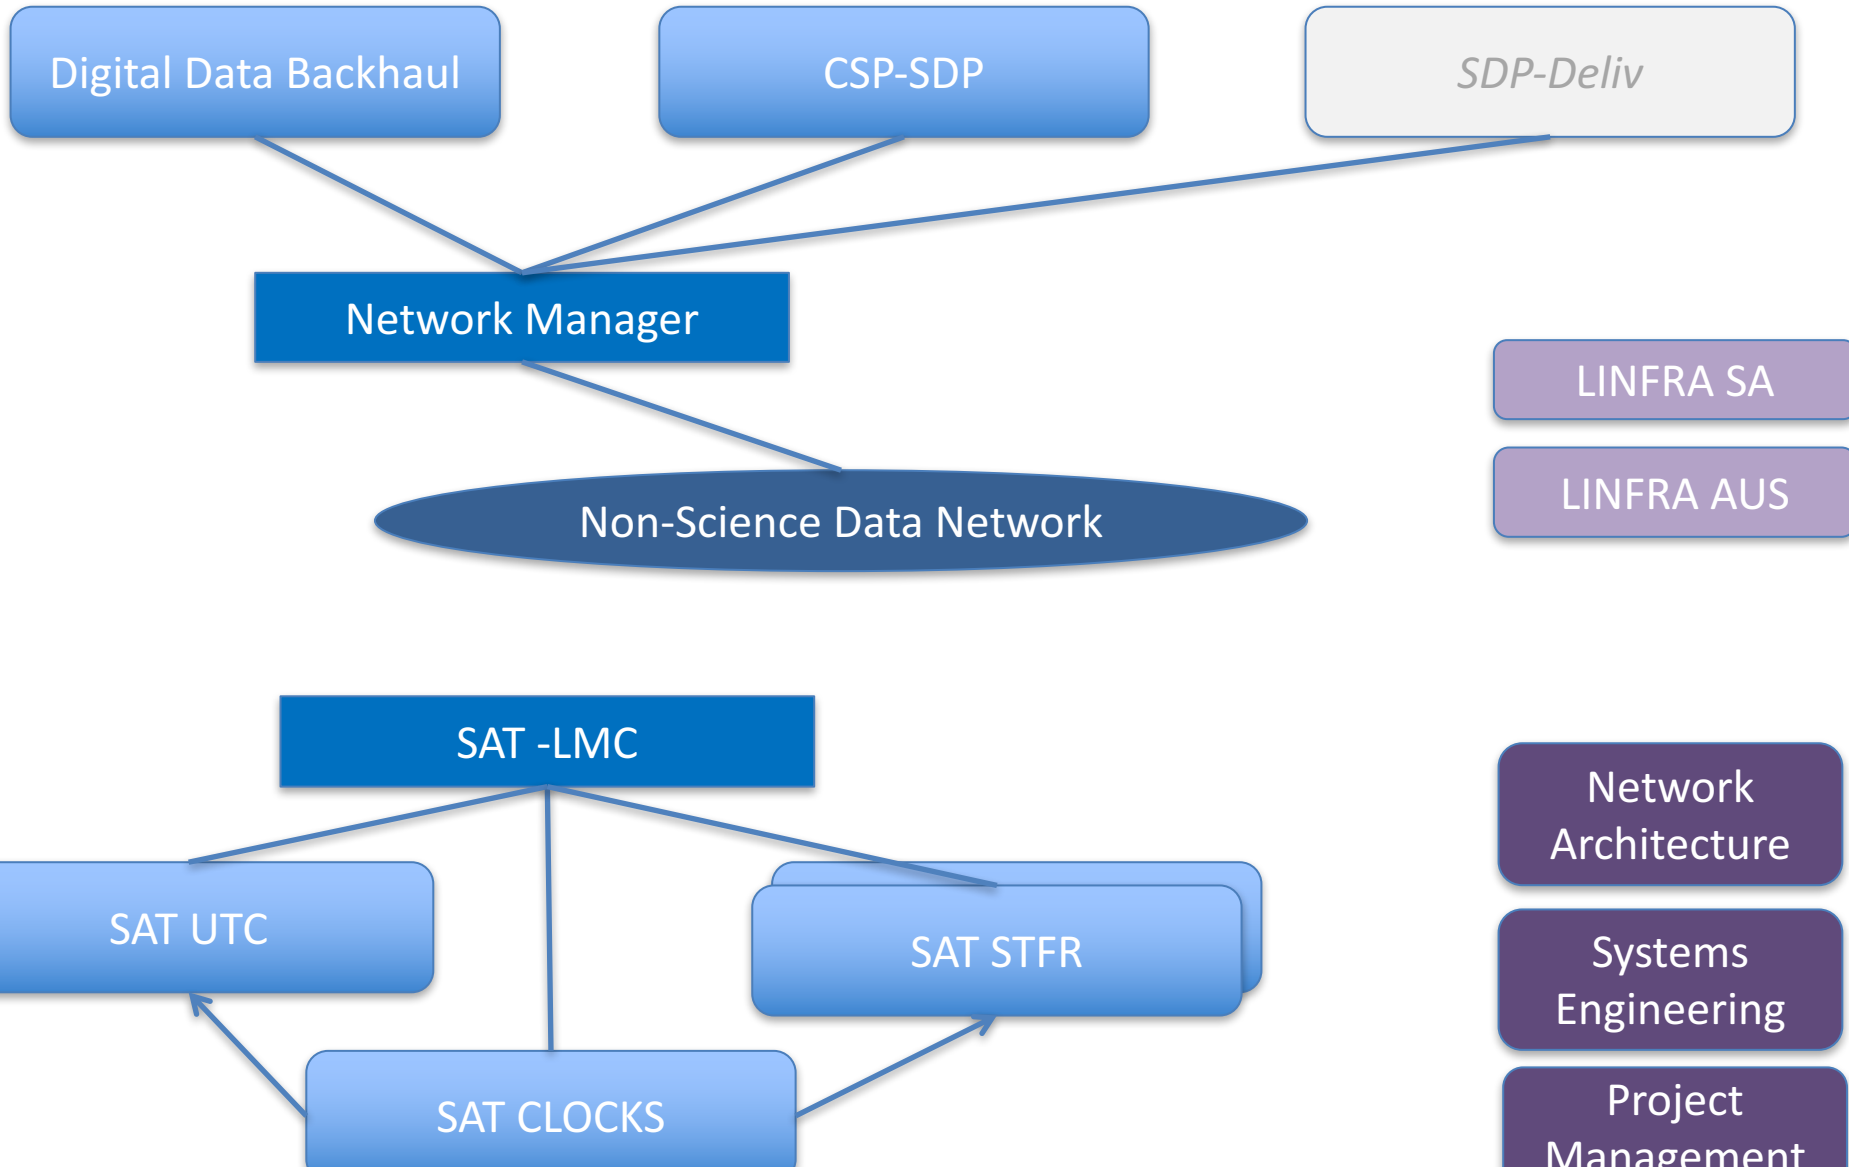 Digital Data Backhaul
CSP-SDP
SDP-Deliv
Network Manager
LINFRA SA
LINFRA AUS
Non-Science Data Network
SAT -LMC
Network
Architecture
SAT UTC
SAT STFR
Systems
Engineering
SAT CLOCKS
Project
Management